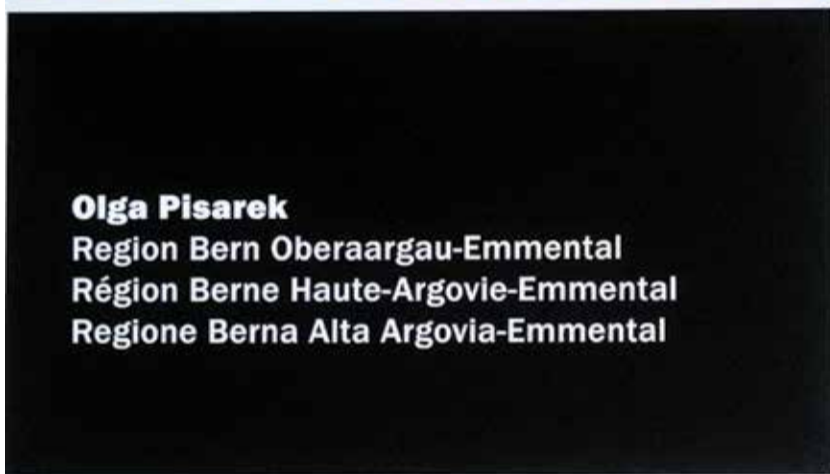 Olga Pisarek
Region Bern Oberaargau-Emmental
Région Berne Haute-Argovie-Emmental
Regione Berna Alta Argovia-Emmental